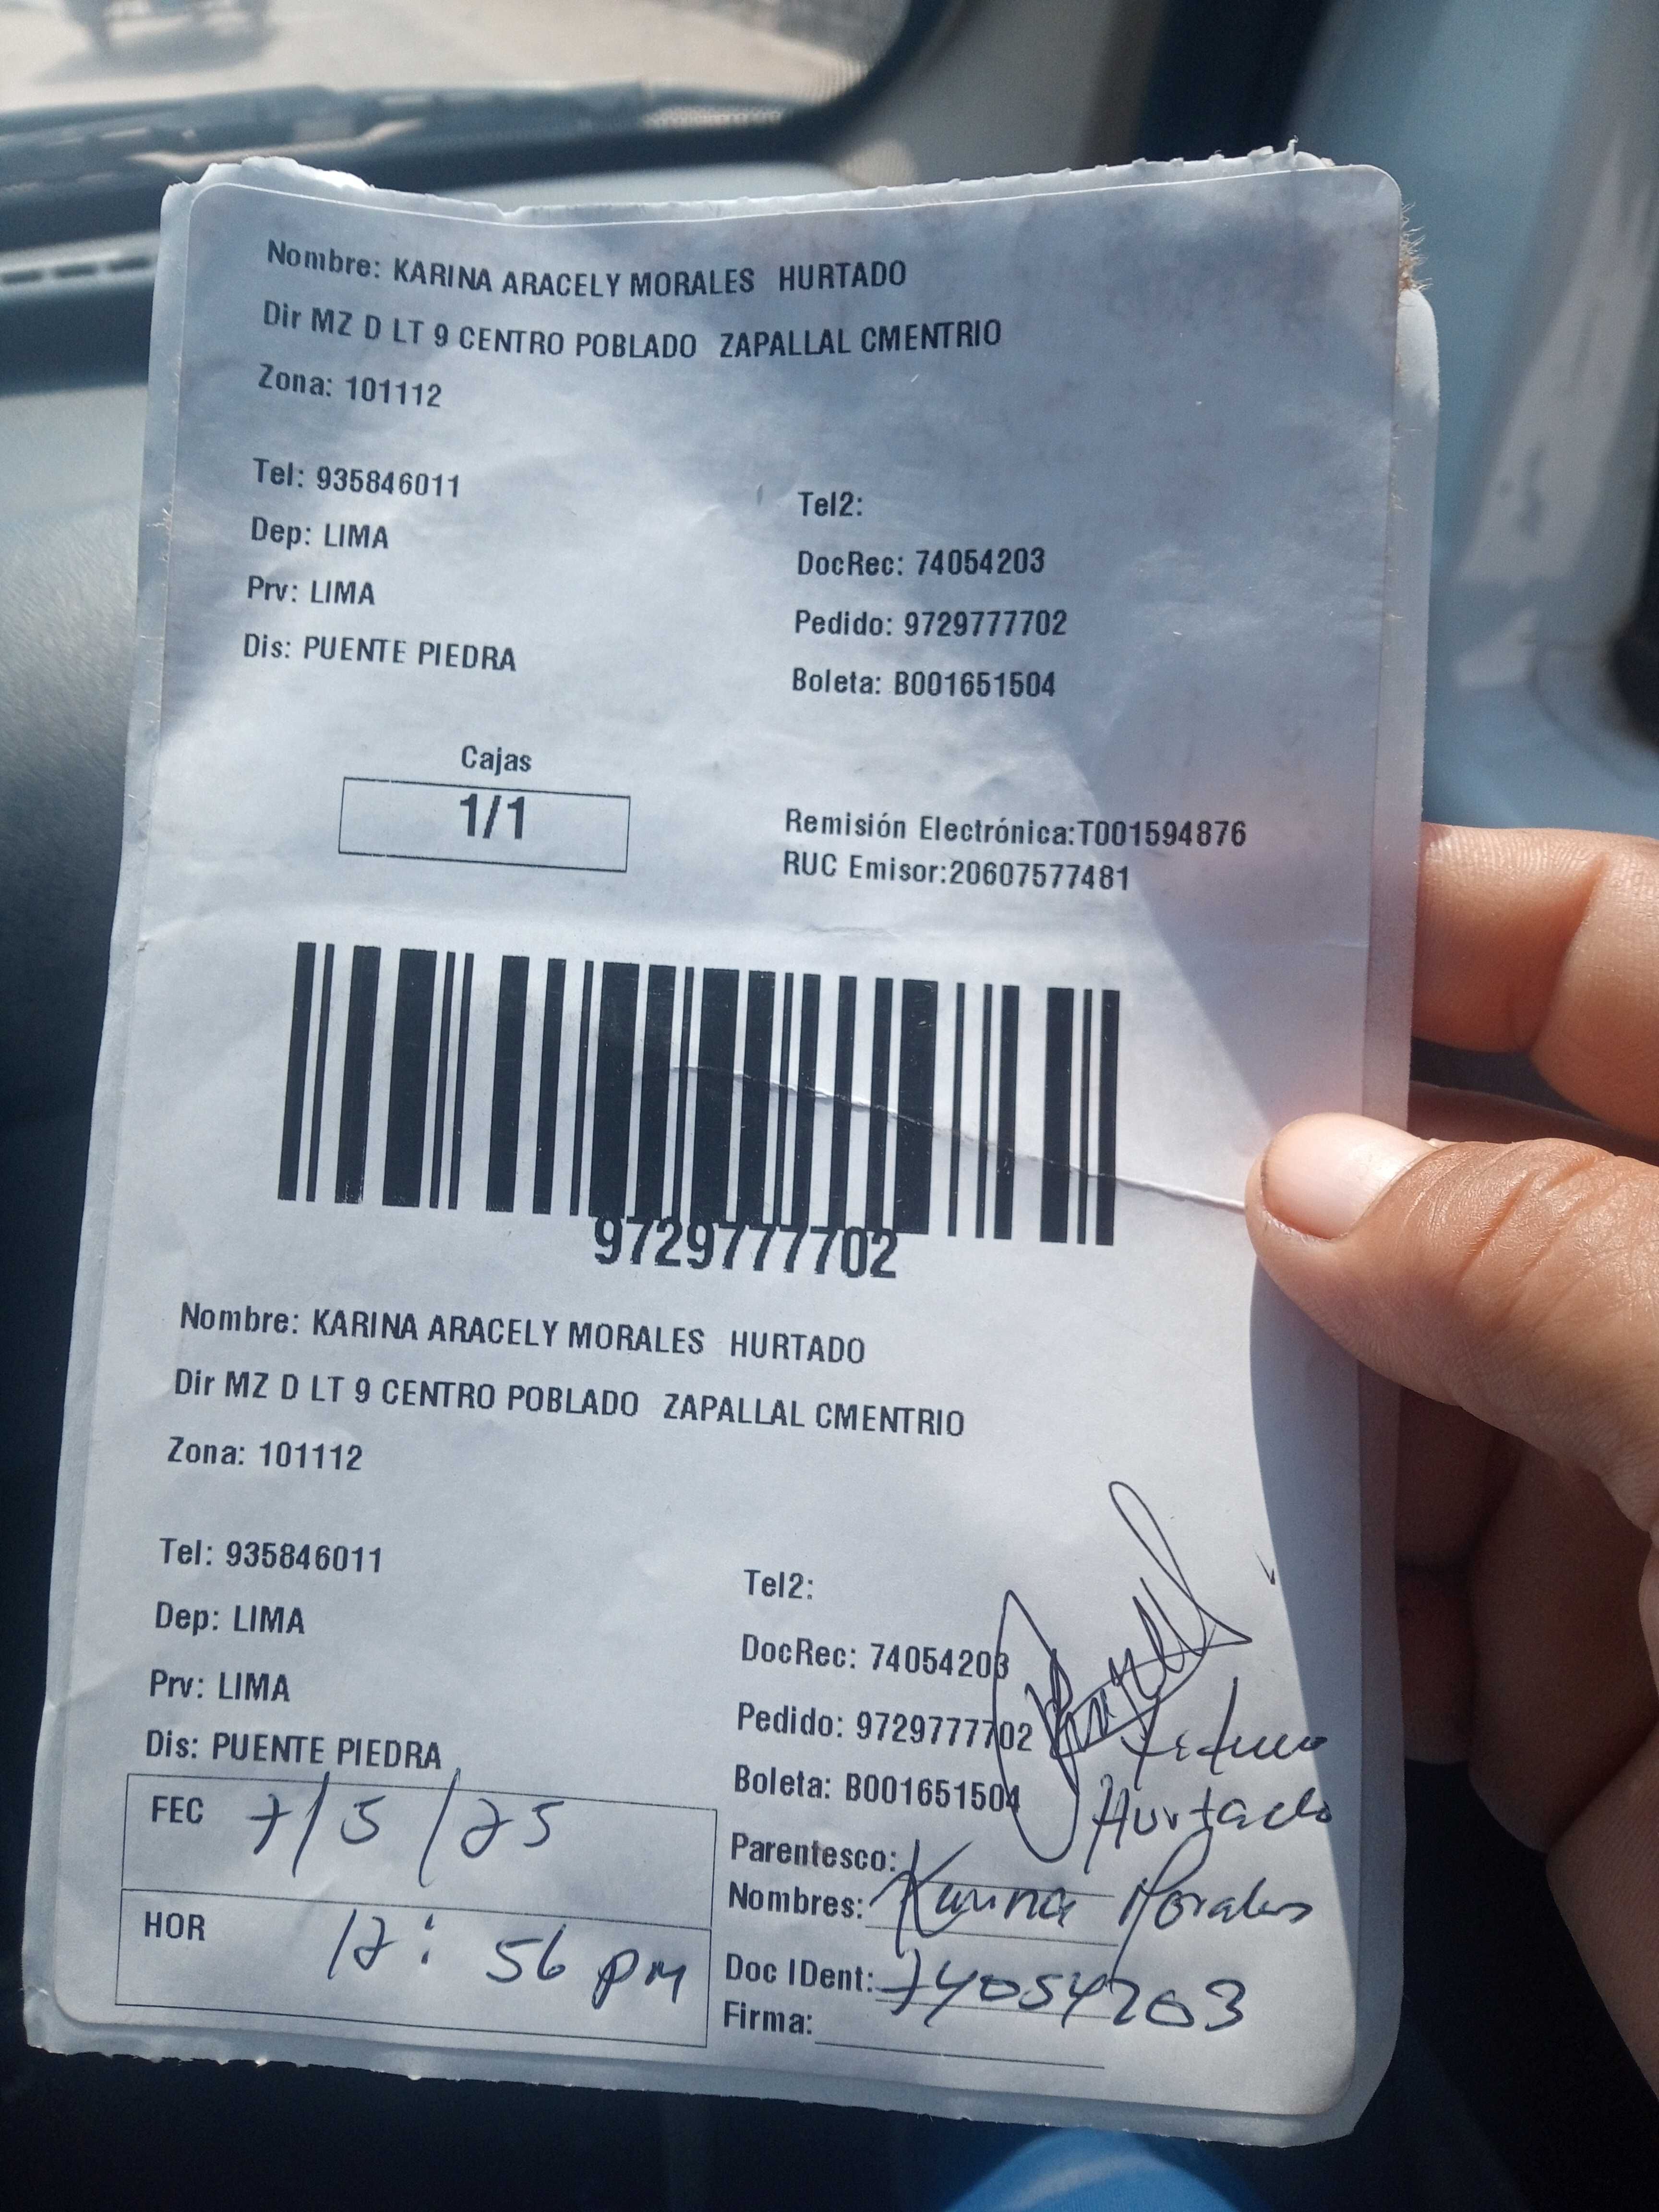 Nombre: KARINA ARACELY MORALES HURTADO
Dir MZ D LT 9 CENTRO POBLADO ZAPALLAL CMENTRIO
Zona: 101112
Tel: 935846011
Tel2:
Dep: LIMA
DocRec: 74054203
Prv: LIMA
Pedido: 9729777702
Dis: PUENTE PIEDRA
Boleta: B001651504
Cajas
1/1
Remisión Electrónica:T001594876
RUC Emisor:20607577481
9729777702
Nombre: KARINA ARACELY MORALES HURTADO
Dir MZ D LT 9 CENTRO POBLADO ZAPALLAL CMENTRIO
Zona: 101112
Tel: 935846011
Tel2:
Dep: LIMA
DocRec: 74054203
Prv: LIMA
Pedido: 9729777702
Dis: PUENTE PIEDRA
Boleta: B001651504
Hurtado
FEC 7/5/25
Parentesco:
Nombres: Karina Morales
HOR 12:56 pm
Doc IDent: 74054203
Firma: